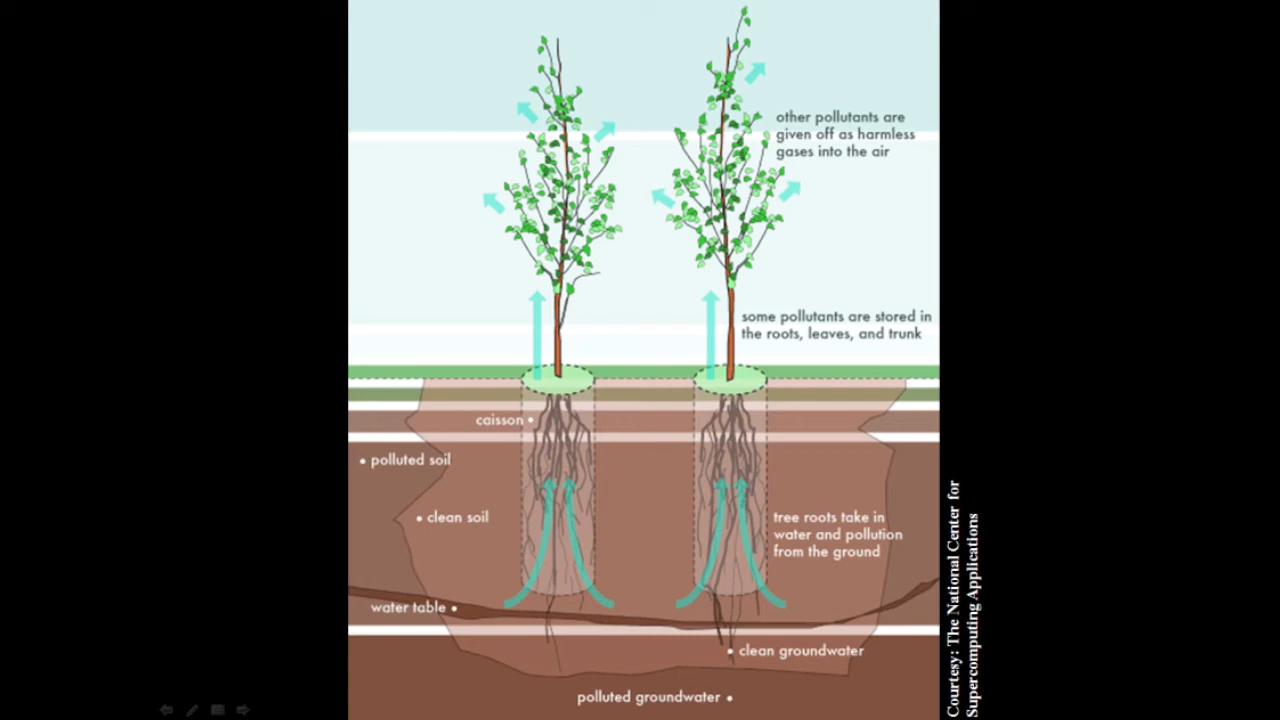 other pollutants are
given off as harmless
gases into the air
some pollutants are stored in
the roots, leaves, and trunk
caisson
polluted soil
clean soil
tree roots take in
water and pollution
from the ground
water table
clean groundwater
polluted groundwater
Courtesy: The National Center for
Supercomputing Applications